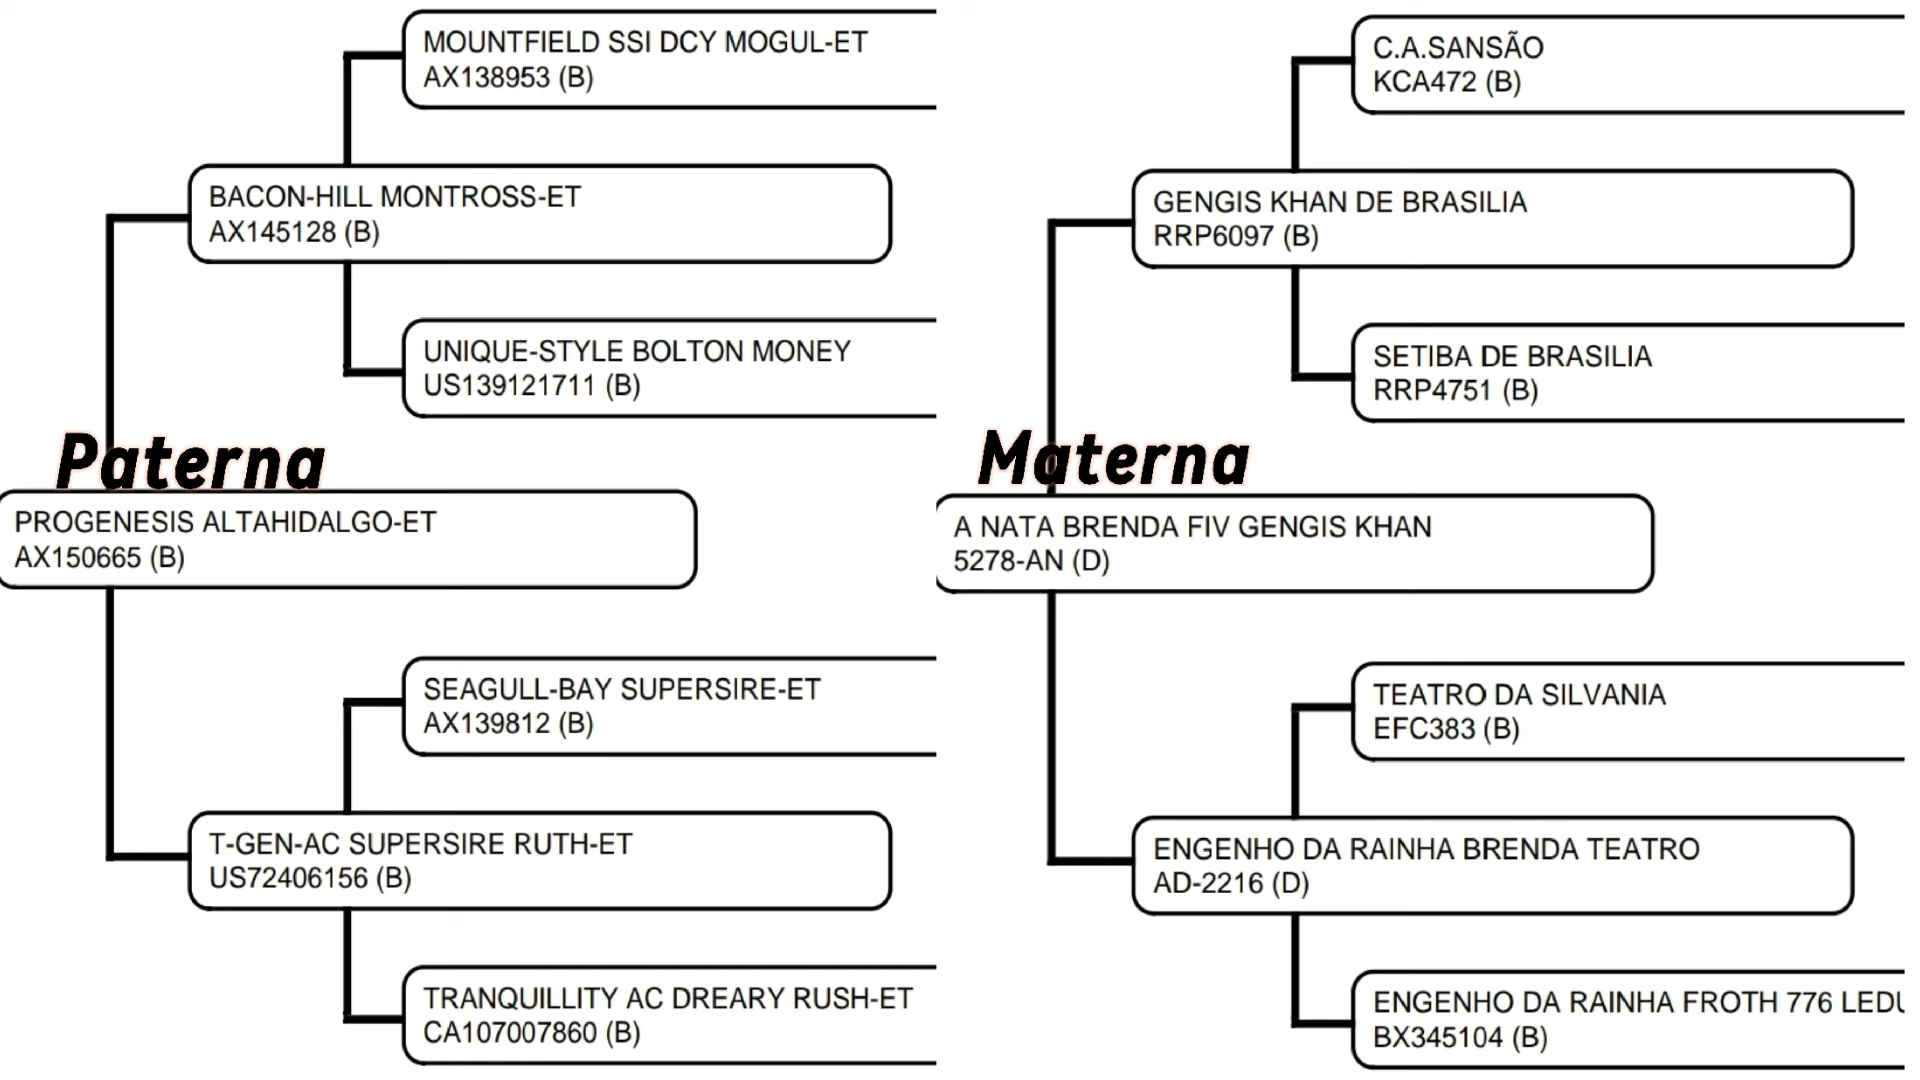 MOUNTFIELD SSI DCY MOGUL-ET
AX138953 (B)
BACON-HILL MONTROSS-ET
AX145128 (B)
UNIQUE-STYLE BOLTON MONEY
US139121711 (B)
Paterna
PROGENESIS ALTAHIDALGO-ET
AX150665 (B)
SEAGULL-BAY SUPERSIRE-ET
AX139812 (B)
T-GEN-AC SUPERSIRE RUTH-ET
US72406156 (B)
TRANQUILLITY AC DREARY RUSH-ET
CA107007860 (B)
C.A.SANSÃO
KCA472 (B)
GENGIS KHAN DE BRASILIA
RRP6097 (B)
SETIBA DE BRASILIA
RRP4751 (B)
Materna
A NATA BRENDA FIV GENGIS KHAN
5278-AN (D)
TEATRO DA SILVANIA
EFC383 (B)
ENGENHO DA RAINHA BRENDA TEATRO
AD-2216 (D)
ENGENHO DA RAINHA FROTH 776
BX345104 (B)